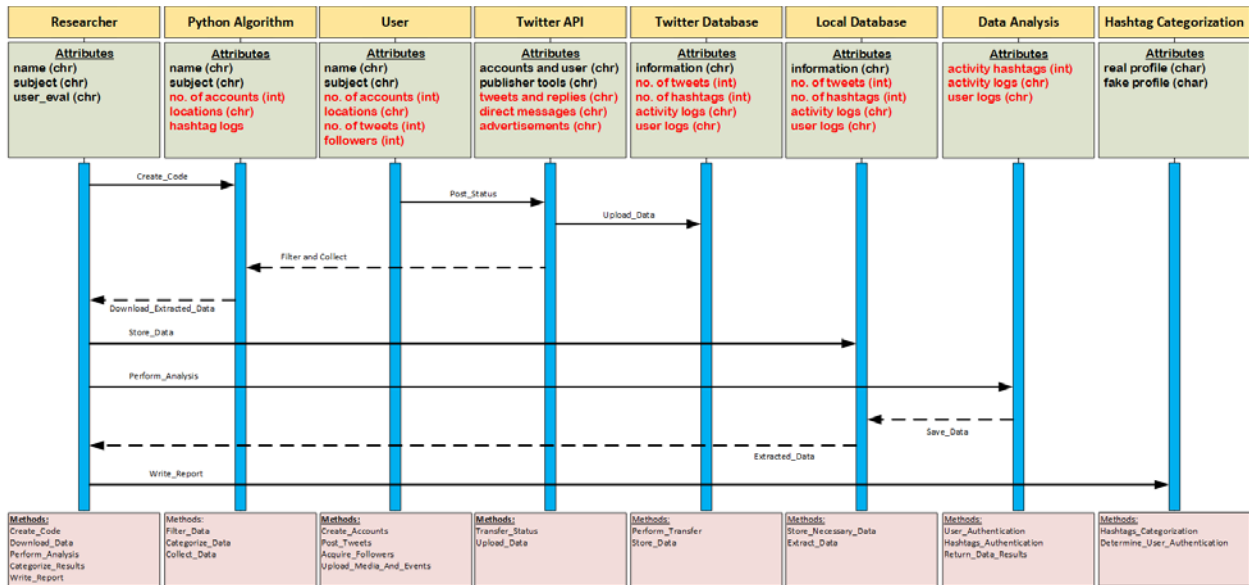 Researcher
Python Algorithm
User
Twitter API
Twitter Database
Local Database
Data Analysis
Hashtag Categorization
Attributes
name (chr)
subject (chr)
user_eval (chr)
Attributes
name (chr)
subject (chr)
no. of accounts (int)
locations (chr)
hashtag logs
Attributes
name (chr)
subject (chr)
no. of accounts (int)
locations (chr)
no. of tweets (int)
followers (int)
Attributes
accounts and user (chr)
publisher tools (chr)
tweets and replies (chr)
direct messages (chr)
advertisements (chr)
Attributes
information (chr)
no. of tweets (int)
no. of hashtags (int)
activity logs (chr)
user logs (chr)
Attributes
information (chr)
no. of tweets (int)
no. of hashtags (int)
activity logs (chr)
user logs (chr)
Attributes
activity hashtags (int)
activity logs (chr)
user logs (chr)
Attributes
real profile (char)
fake profile (char)
Create_Code
Post_Status
Upload_Data
Filter and Collect
Download_Extracted_Data
Store_Data
Perform_Analysis
Save_Data
Extracted_Data
Write_Report
Methods:
Create_Code
Download_Data
Perform_Analysis
Categorize_Results
Write_Report
Methods:
Filter_Data
Categorize_Data
Collect_Data
Methods:
Create_Accounts
Post_Tweets
Acquire_Followers
Upload_Media_And_Events
Methods:
Transfer_Status
Upload_Data
Methods:
Perform_Transfer
Store_Data
Methods:
Store_Necessary_Data
Extract_Data
Methods:
User_Authentication
Hashtags_Authentication
Return_Data_Results
Methods:
Hashtags_Categorization
Determine_User_Authentication